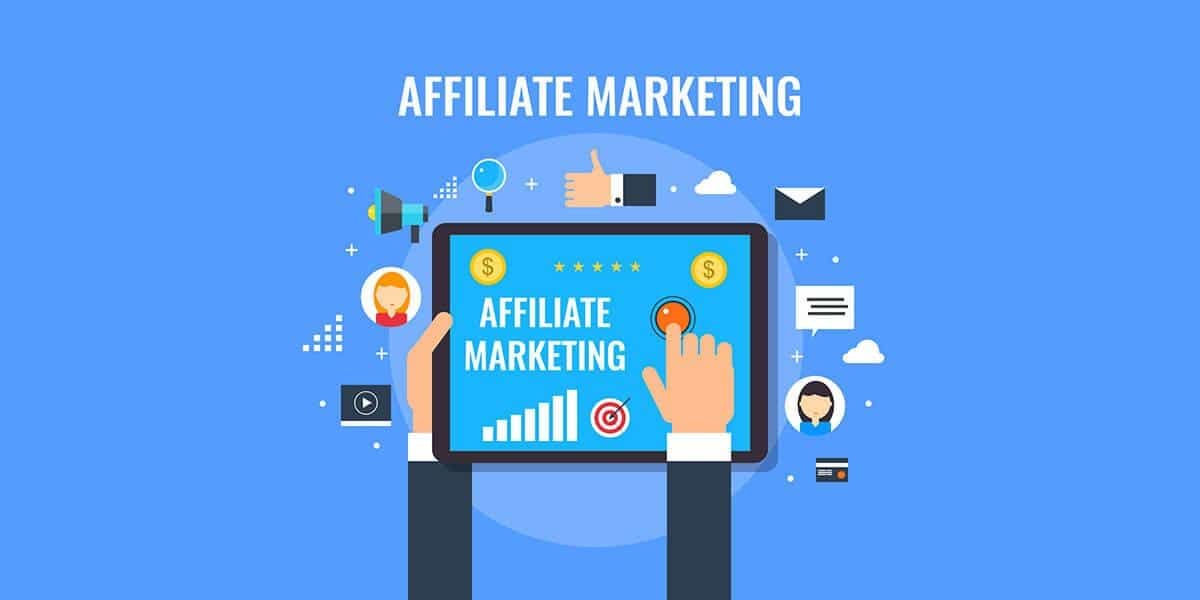 AFFILIATE MARKETING
$
$
AFFILIATE
MARKETING